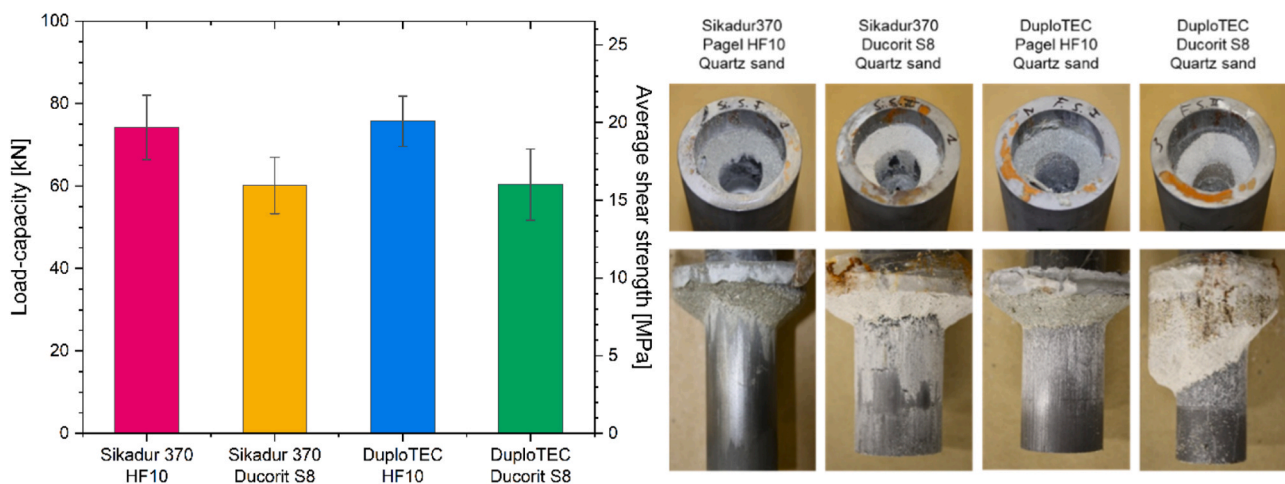 100
80
60
40
20
0
Load-capacity [kN]
25
20
15
10
5
0
Average shear strength [MPa]
Sikadur 370
HF10
Sikadur 370
Ducorit S8
DuploTEC
HF10
DuploTEC
Ducorit S8
Sikadur370
Pagel HF10
Quartz sand
Sikadur370
Ducorit S8
Quartz sand
DuploTEC
Pagel HF10
Quartz sand
DuploTEC
Ducorit S8
Quartz sand